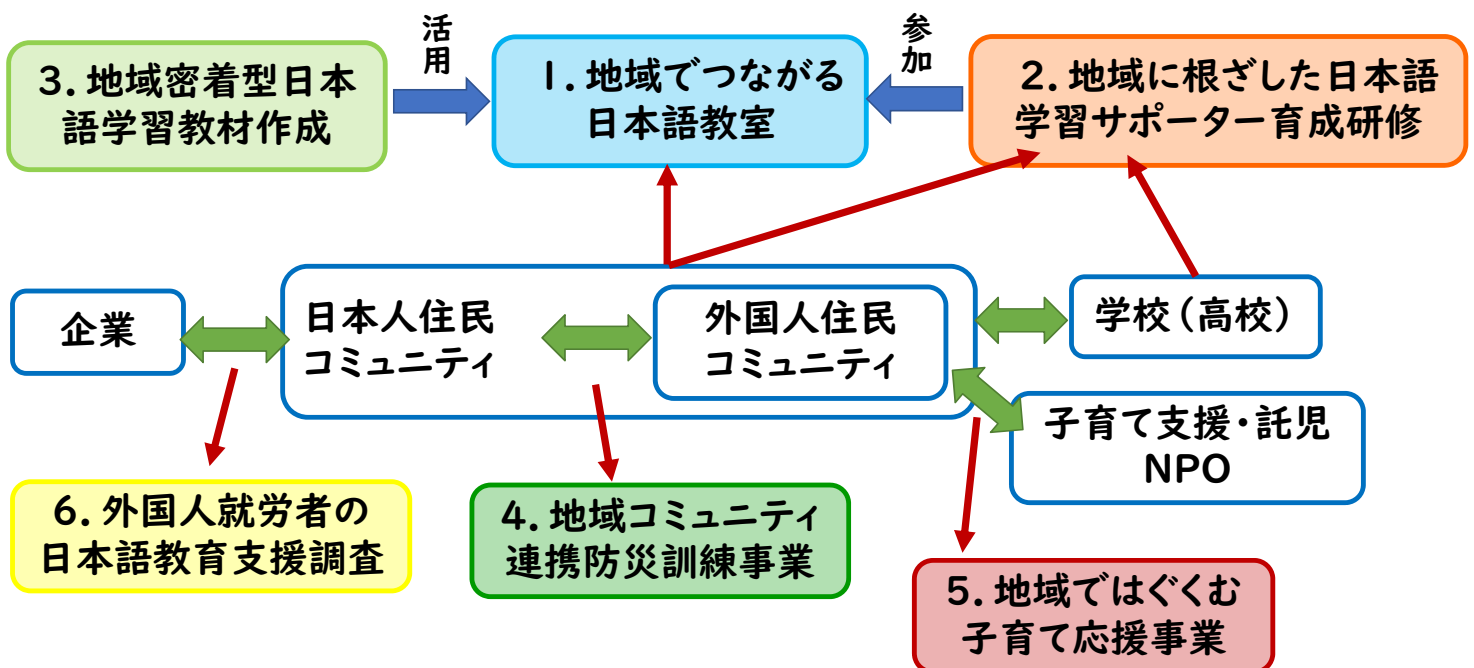 活用
参加
3.地域密着型日本
語学習教材作成
1.地域でつながる
日本語教室
2.地域に根ざした日本語
学習サポーター育成研修
企業
日本人住民
コミュニティ
外国人住民
コミュニティ
学校(高校)
子育て支援・託児
NPO
6.外国人就労者の
日本語教育支援調査
4.地域コミュニティ
連携防災訓練事業
5.地域ではぐくむ
子育て応援事業